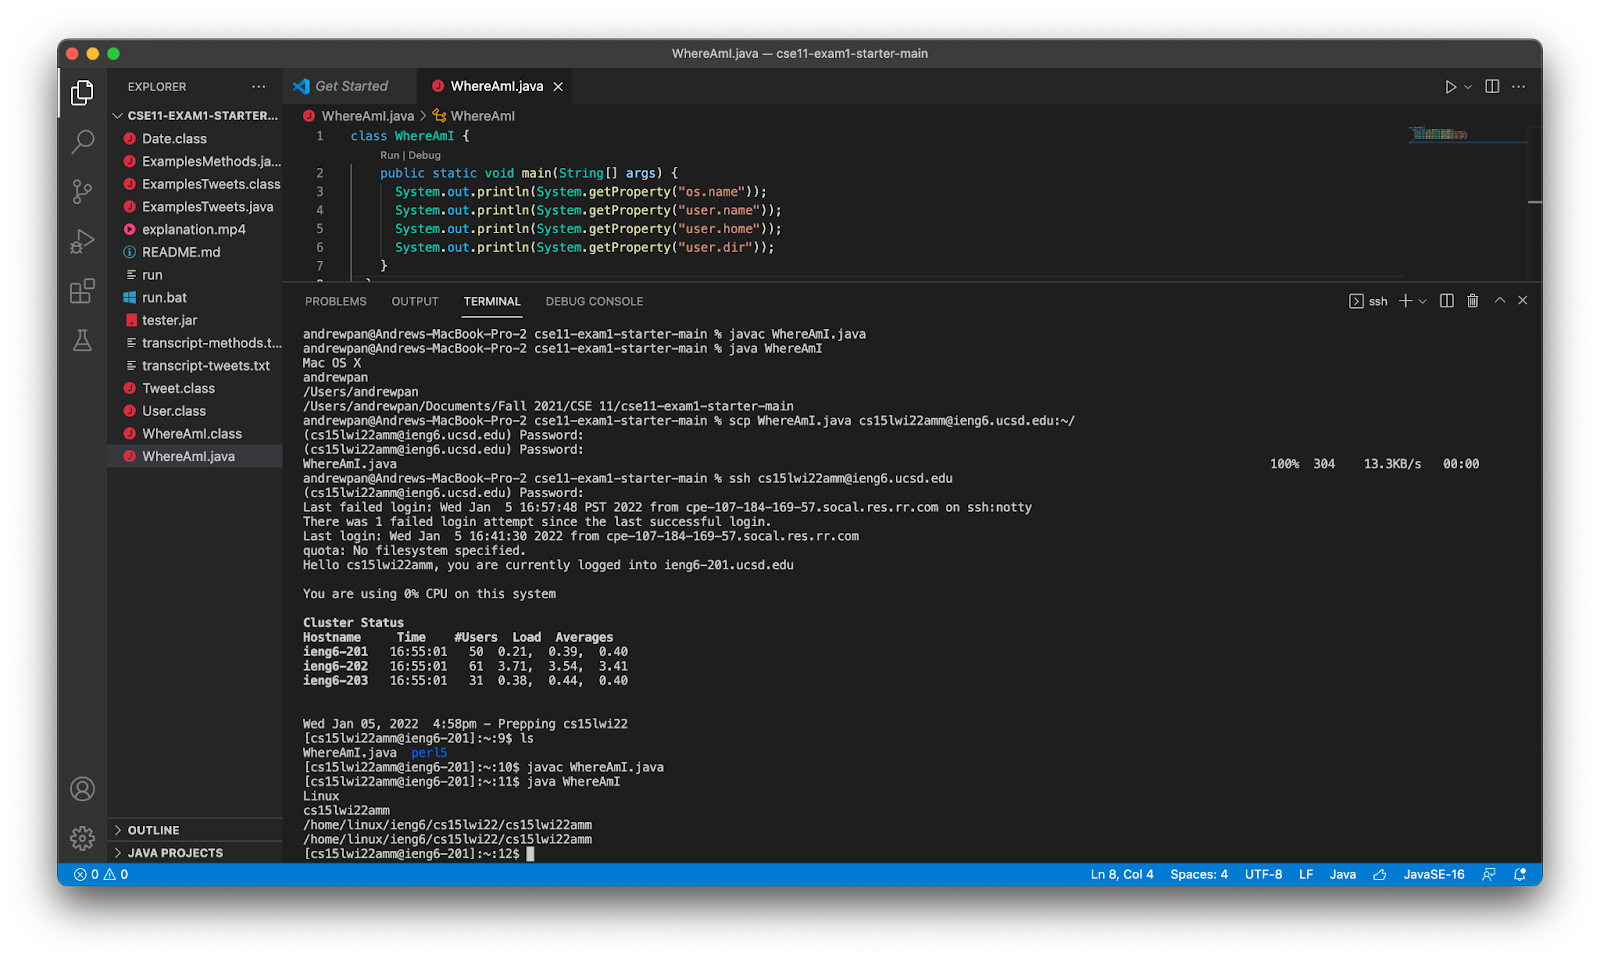 WhereAmI.java — cse11-exam1-starter-main
EXPLORER
Get Started
WhereAmI.java
CSE11-EXAM1-STARTER...
Date.class
ExamplesMethods.ja...
ExamplesTweets.class
ExamplesTweets.java
explanation.mp4
README.md
run
run.bat
tester.jar
transcript-methods.t...
transcript-tweets.txt
Tweet.class
User.class
WhereAmI.class
WhereAmI.java
OUTLINE
JAVA PROJECTS
WhereAmI.java > WhereAmI
1 class WhereAmI {
Run | Debug
2 public static void main(String[] args) {
3 System.out.println(System.getProperty("os.name"));
4 System.out.println(System.getProperty("user.name"));
5 System.out.println(System.getProperty("user.home"));
6 System.out.println(System.getProperty("user.dir"));
7 }
PROBLEMS OUTPUT TERMINAL DEBUG CONSOLE
ssh
andrewpan@Andrews-MacBook-Pro-2 cse11-exam1-starter-main % javac WhereAmI.java
andrewpan@Andrews-MacBook-Pro-2 cse11-exam1-starter-main % java WhereAmI
Mac OS X
andrewpan
/Users/andrewpan
/Users/andrewpan/Documents/Fall 2021/CSE 11/cse11-exam1-starter-main
andrewpan@Andrews-MacBook-Pro-2 cse11-exam1-starter-main % scp WhereAmI.java cs15lwi22amm@ieng6.ucsd.edu:~/
(cs15lwi22amm@ieng6.ucsd.edu) Password:
(cs15lwi22amm@ieng6.ucsd.edu) Password:
WhereAmI.java 100% 304 13.3KB/s 00:00
andrewpan@Andrews-MacBook-Pro-2 cse11-exam1-starter-main % ssh cs15lwi22amm@ieng6.ucsd.edu
(cs15lwi22amm@ieng6.ucsd.edu) Password:
Last failed login: Wed Jan  5 16:57:48 PST 2022 from cpe-107-184-169-57.socal.res.rr.com on ssh:notty
There was 1 failed login attempt since the last successful login.
Last login: Wed Jan  5 16:41:30 2022 from cpe-107-184-169-57.socal.res.rr.com
quota: No filesystem specified.
Hello cs15lwi22amm, you are currently logged into ieng6-201.ucsd.edu
You are using 0% CPU on this system
Cluster Status
Hostname Time #Users Load Averages
ieng6-201 16:55:01 50 0.21, 0.39, 0.40
ieng6-202 16:55:01 61 3.71, 3.54, 3.41
ieng6-203 16:55:01 31 0.38, 0.44, 0.40
Wed Jan 05, 2022  4:58pm - Prepping cs15lwi22
[cs15lwi22amm@ieng6-201]:~:9$ ls
WhereAmI.java perl5
[cs15lwi22amm@ieng6-201]:~:10$ javac WhereAmI.java
[cs15lwi22amm@ieng6-201]:~:11$ java WhereAmI
Linux
cs15lwi22amm
/home/linux/ieng6/cs15lwi22/cs15lwi22amm
/home/linux/ieng6/cs15lwi22/cs15lwi22amm
[cs15lwi22amm@ieng6-201]:~:12$
0 0
Ln 8, Col 4 Spaces: 4 UTF-8 LF Java JavaSE-16